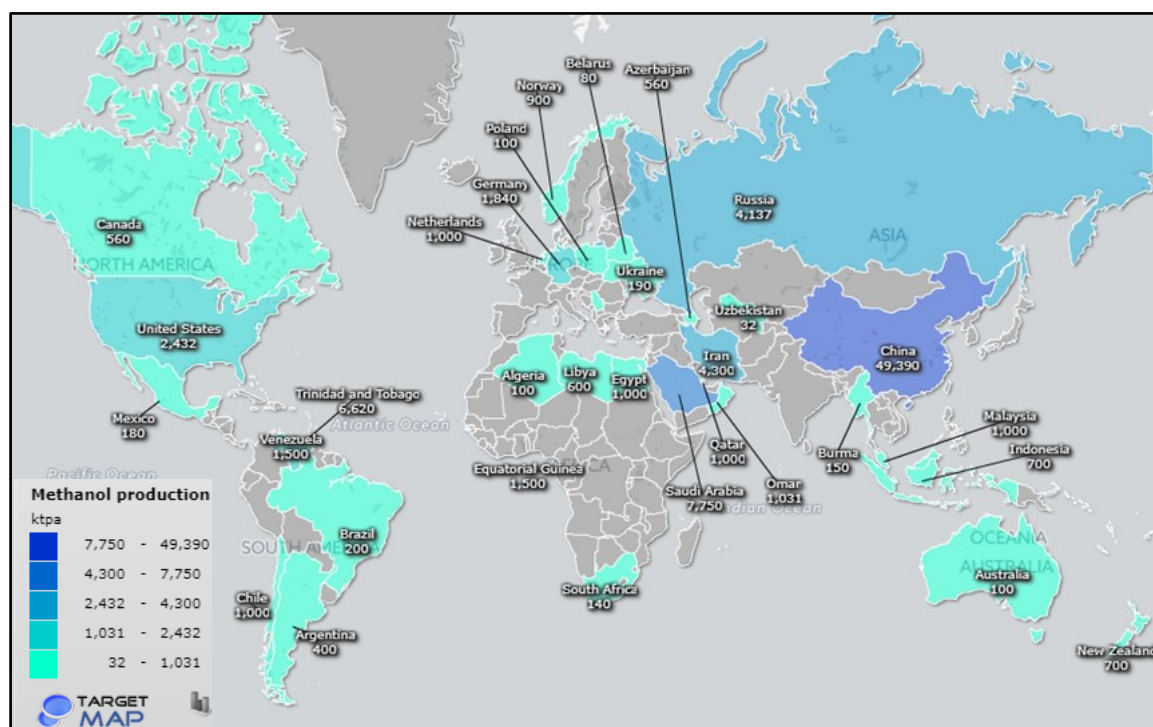 Belarus
80
Azerbaijan
560
Norway
900
Poland
100
Germany
1,840
Netherlands
1,000
Russia
4,137
ASIA
Canada
560
NORTH AMERICA
Ukraine
190
Uzbekistan
32
United States
2,432
China
49,390
Iran
4,300
Algeria
100
Libya
600
Egypt
1,000
Trinidad and Tobago
6,620
Atlantic Ocean
Mexico
180
Venezuela
1,500
Malaysia
1,000
Qatar
1,000
Burma
150
Indonesia
700
Equatorial Guinea
1,500
Saudi Arabia
7,750
Oman
1,031
Pacific Ocean
Indian Ocean
Methanol production
ktpa
7,750 - 49,390
4,300 - 7,750
2,432 - 4,300
1,031 - 2,432
32 - 1,031
TARGET
MAP
Brazil
200
SOUTH AMERICA
OCEANIA
AUSTRALIA
Australia
100
South Africa
140
Chile
1,000
Argentina
400
New Zealand
700